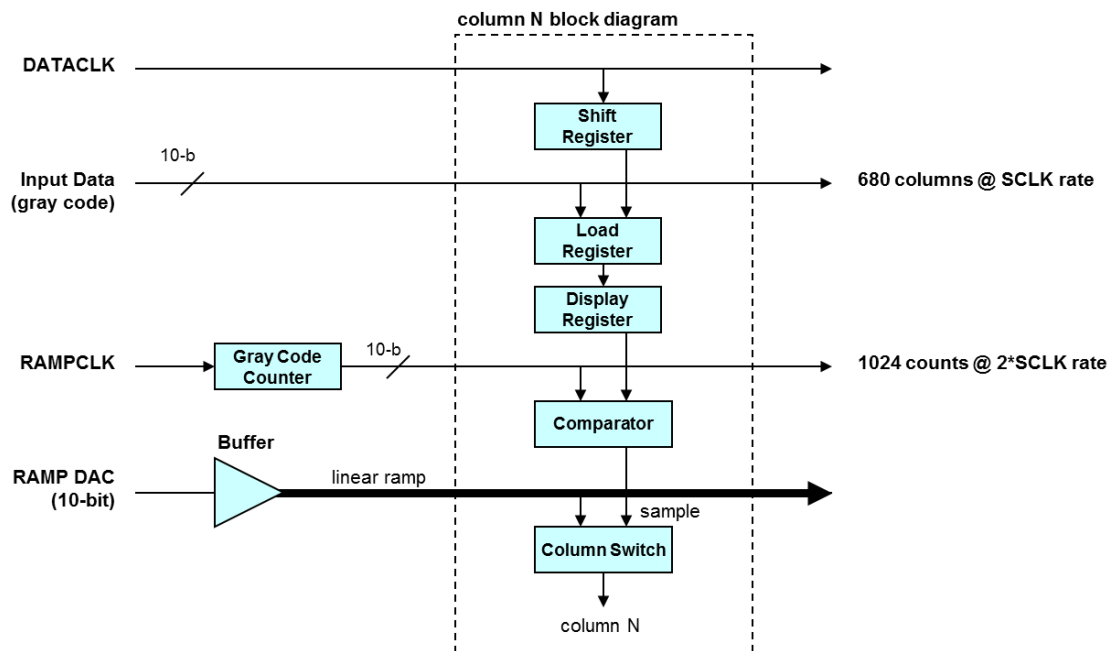 column N block diagram
DATACLK
Shift
Register
10-b
Input Data
(gray code)
680 columns @ SCLK rate
Load
Register
Display
Register
RAMPCLK
Gray Code
Counter
10-b
1024 counts @ 2*SCLK rate
Comparator
Buffer
RAMP DAC
(10-bit)
linear ramp
sample
Column Switch
column N